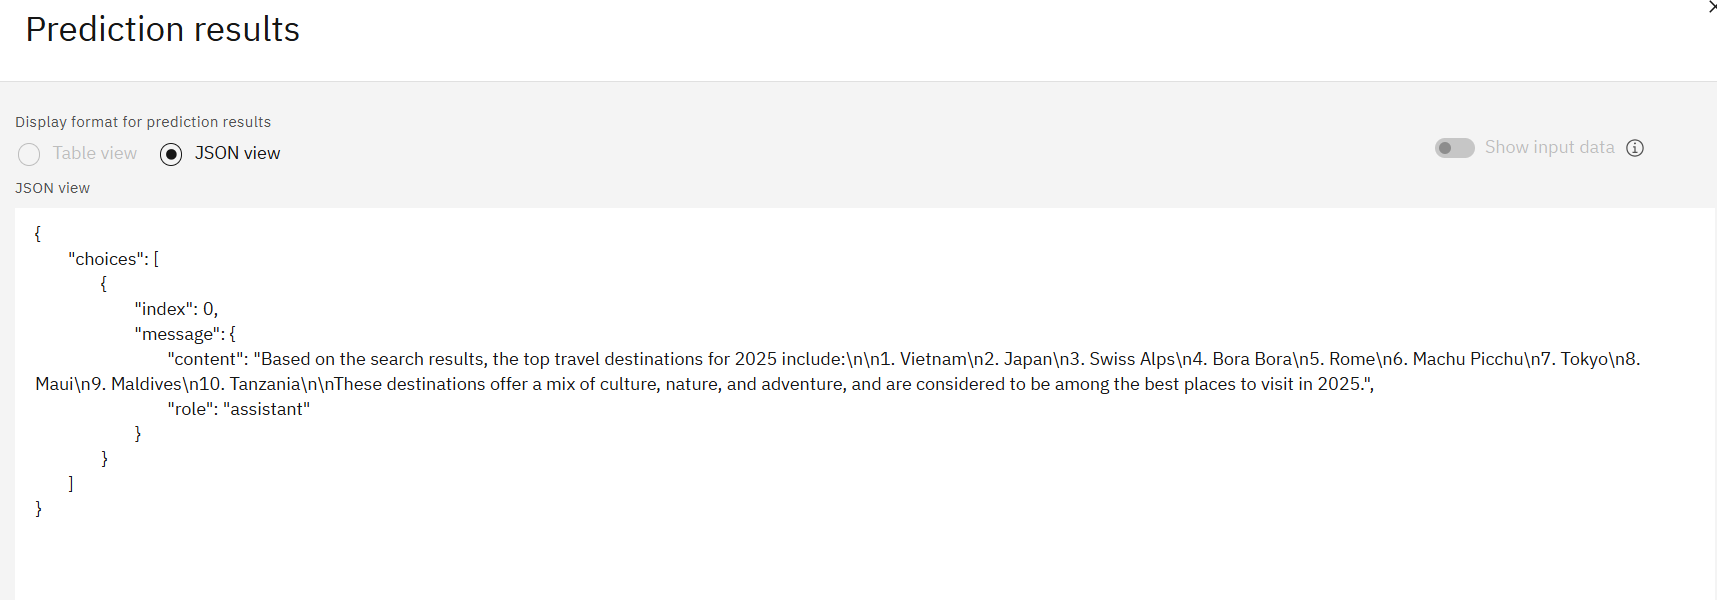 Prediction results
Display format for prediction results
Table view JSON view Show input data
JSON view
{
"choices": [
{
"index": 0,
"message": {
"content": "Based on the search results, the top travel destinations for 2025 include:\n\n1. Vietnam\n2. Japan\n3. Swiss Alps\n4. Bora Bora\n5. Rome\n6. Machu Picchu\n7. Tokyo\n8.
Maui\n9. Maldives\n10. Tanzania\n\nThese destinations offer a mix of culture, nature, and adventure, and are considered to be among the best places to visit in 2025.",
"role": "assistant"
}
}
]
}